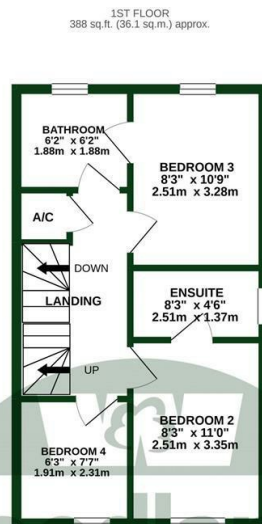 1ST FLOOR
388 sq.ft. (36.1 sq.m.) approx.
BATHROOM
6'2" x 6'2"
1.88m x 1.88m
BEDROOM 3
8'3" x 10'9"
2.51m x 3.28m
A/C
DOWN
LANDING
ENSUITE
8'3" x 4'6"
2.51m x 1.37m
UP
BEDROOM 2
8'3" x 11'0"
2.51m x 3.35m
BEDROOM 4
6'3" x 7'7"
1.91m x 2.31m